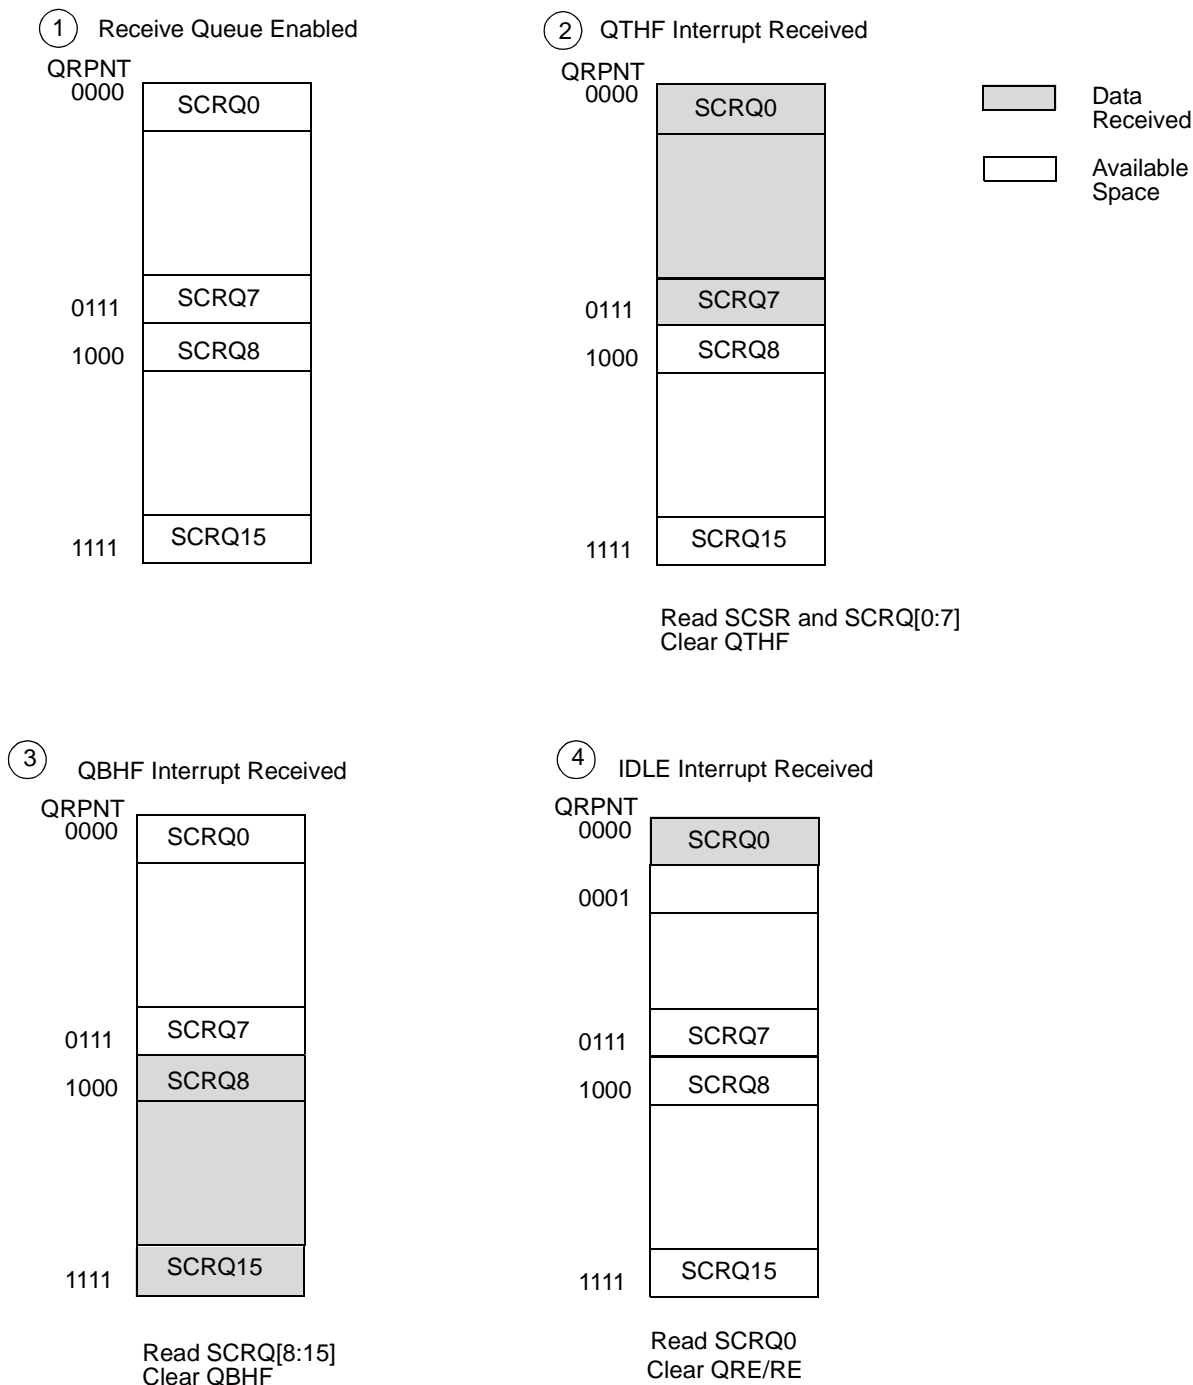 1 Receive Queue Enabled
QRPNT
0000 SCRQ0
0111 SCRQ7
1000 SCRQ8
1111 SCRQ15
2 QTHF Interrupt Received
QRPNT
0000 SCRQ0
0111 SCRQ7
1000 SCRQ8
1111 SCRQ15
Read SCSR and SCRQ[0:7]
Clear QTHF
Data
Received
Available
Space
3 QBHF Interrupt Received
QRPNT
0000 SCRQ0
0111 SCRQ7
1000 SCRQ8
1111 SCRQ15
Read SCRQ[8:15]
Clear QBHF
4 IDLE Interrupt Received
QRPNT
0000 SCRQ0
0001
0111 SCRQ7
1000 SCRQ8
1111 SCRQ15
Read SCRQ0
Clear QRE/RE